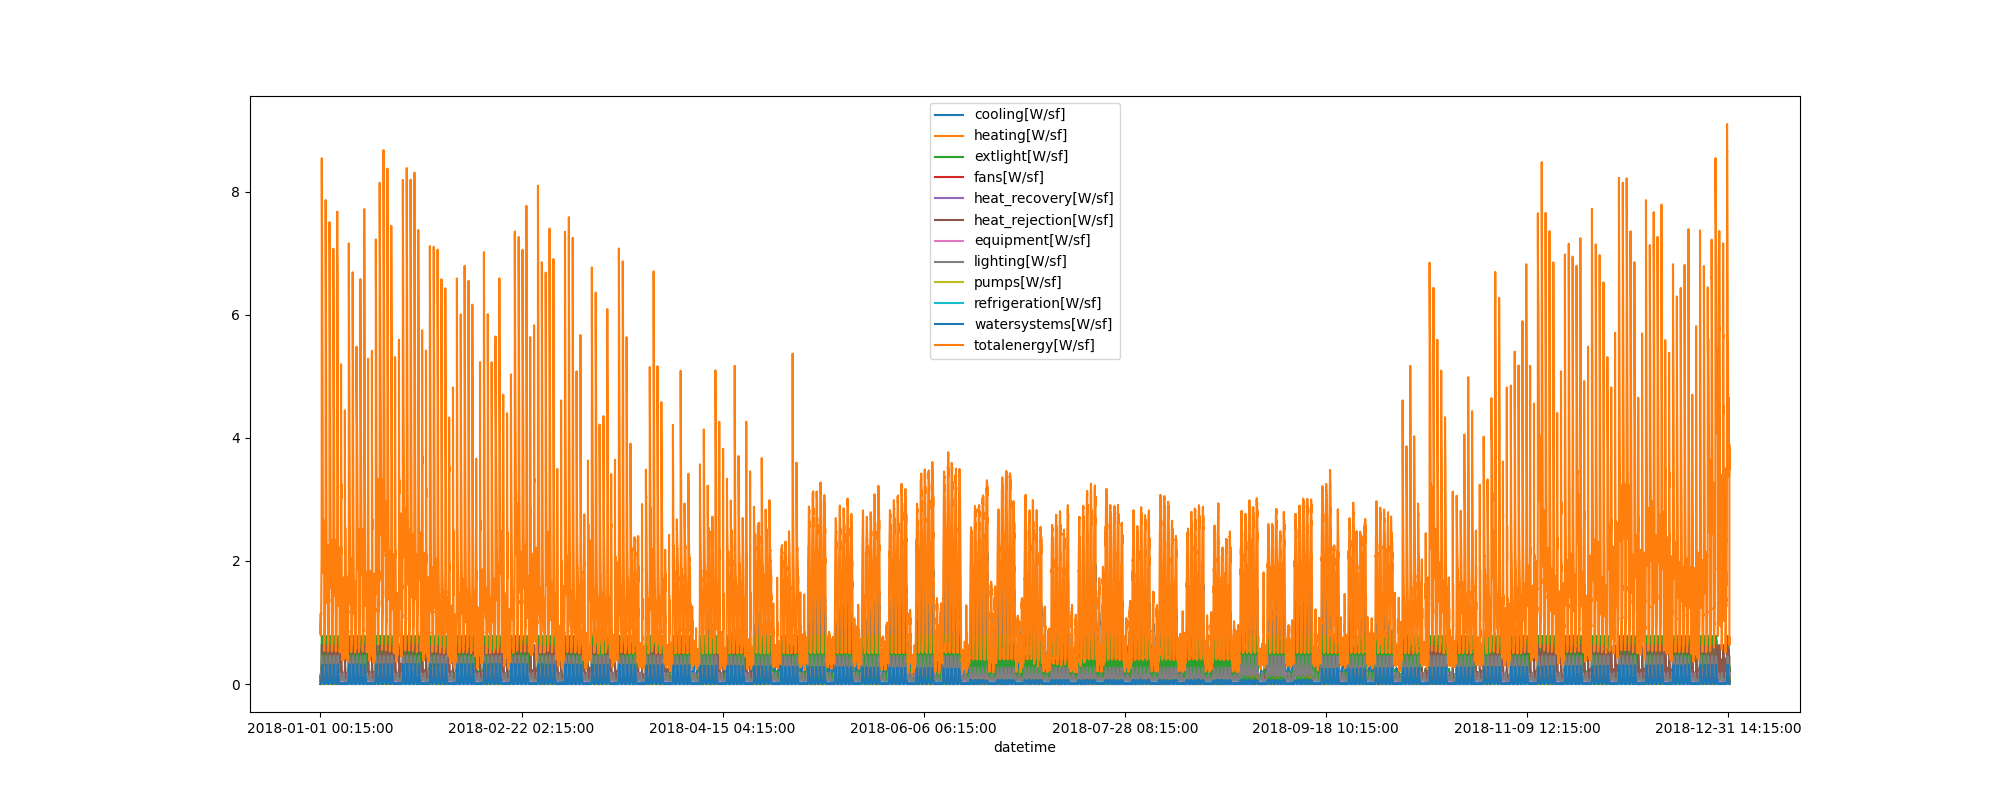 cooling[W/sf]
heating[W/sf]
extlight[W/sf]
fans[W/sf]
heat_recovery[W/sf]
heat_rejection[W/sf]
equipment[W/sf]
lighting[W/sf]
pumps[W/sf]
refrigeration[W/sf]
watersystems[W/sf]
totalenergy[W/sf]
8
6
4
2
0
2018-01-01 00:15:00 2018-02-22 02:15:00 2018-04-15 04:15:00 2018-06-06 06:15:00 2018-07-28 08:15:00 2018-09-18 10:15:00 2018-11-09 12:15:00 2018-12-31 14:15:00
datetime